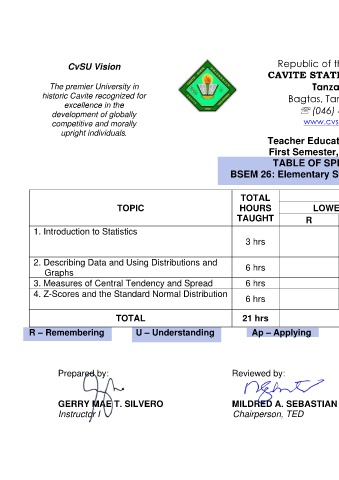 CvSU Vision
The premier University in
historic Cavite recognized for
excellence in the
development of globally
competitive and morally
upright individuals.
Republic of th
CAVITE STAT
Tanza
Bagtas, Tan
☏ (046)
www.cvs
Teacher Educat
First Semester,
TABLE OF SPE
BSEM 26: Elementary S
TOPIC
TOTAL
HOURS
TAUGHT
LOWE
R
1. Introduction to Statistics
3 hrs
2. Describing Data and Using Distributions and
Graphs
6 hrs
3. Measures of Central Tendency and Spread 6 hrs
4. Z-Scores and the Standard Normal Distribution
6 hrs
TOTAL 21 hrs
R – Remembering U – Understanding Ap – Applying
Prepared by: Reviewed by:
GERRY MAE T. SILVERO MILDRED A. SEBASTIAN
Instructor I Chairperson, TED